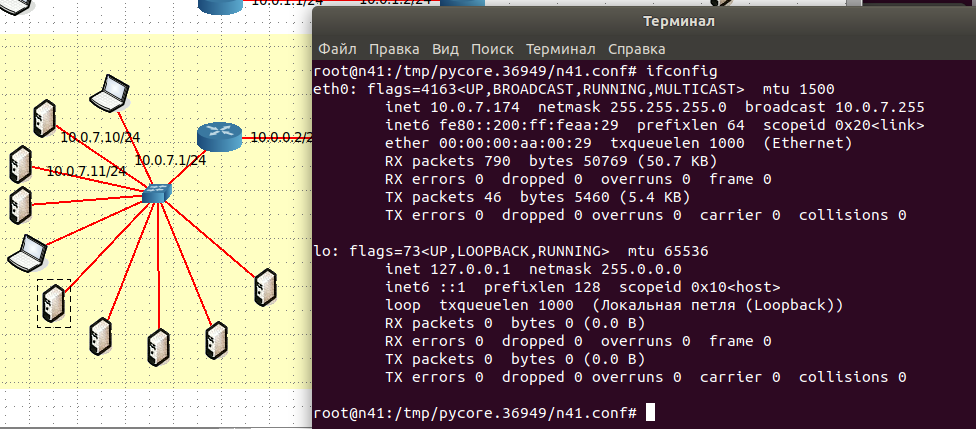 10.0.1.1/24
10.0.1.2/24
Терминал
Файл Правка Вид Поиск Терминал Справка
10.0.7.10/24
10.0.0.2/2
10.0.7.1/24
10.0.7.11/24
root@n41:/tmp/pycore.36949/n41.conf# ifconfig
eth0: flags=4163<UP,BROADCAST,RUNNING,MULTICAST> mtu 1500
inet 10.0.7.174 netmask 255.255.255.0 broadcast 10.0.7.255
inet6 fe80::200:ff:feaa:29 prefixlen 64 scopeid 0x20<link>
ether 00:00:00:aa:00:29 txqueuelen 1000 (Ethernet)
RX packets 790 bytes 50769 (50.7 KB)
RX errors 0 dropped 0 overruns 0 frame 0
TX packets 46 bytes 5460 (5.4 KB)
TX errors 0 dropped 0 overruns 0 carrier 0 collisions 0
lo: flags=73<UP,LOOPBACK,RUNNING> mtu 65536
inet 127.0.0.1 netmask 255.0.0.0
inet6 ::1 prefixlen 128 scopeid 0x10<host>
loop txqueuelen 1000 (Локальная петля (Loopback))
RX packets 0 bytes 0 (0.0 B)
RX errors 0 dropped 0 overruns 0 frame 0
TX packets 0 bytes 0 (0.0 B)
TX errors 0 dropped 0 overruns 0 carrier 0 collisions 0
root@n41:/tmp/pycore.36949/n41.conf#